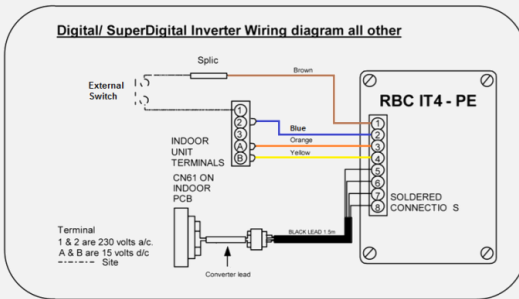 Digital/ SuperDigital Inverter Wiring diagram all other
Splic
Brown
External
Switch
RBC IT4 - PE
1
2
3
A
B
Blue
Orange
Yellow
1
2
3
4
5
6
7
8
INDOOR
UNIT
TERMINALS
CN61 ON
INDOOR
PCB
SOLDERED
CONNECTIO S
BLACK LEAD 1.5m
Terminal
1 & 2 are 230 volts a/c.
A & B are 15 volts d/c
Site
Converter lead